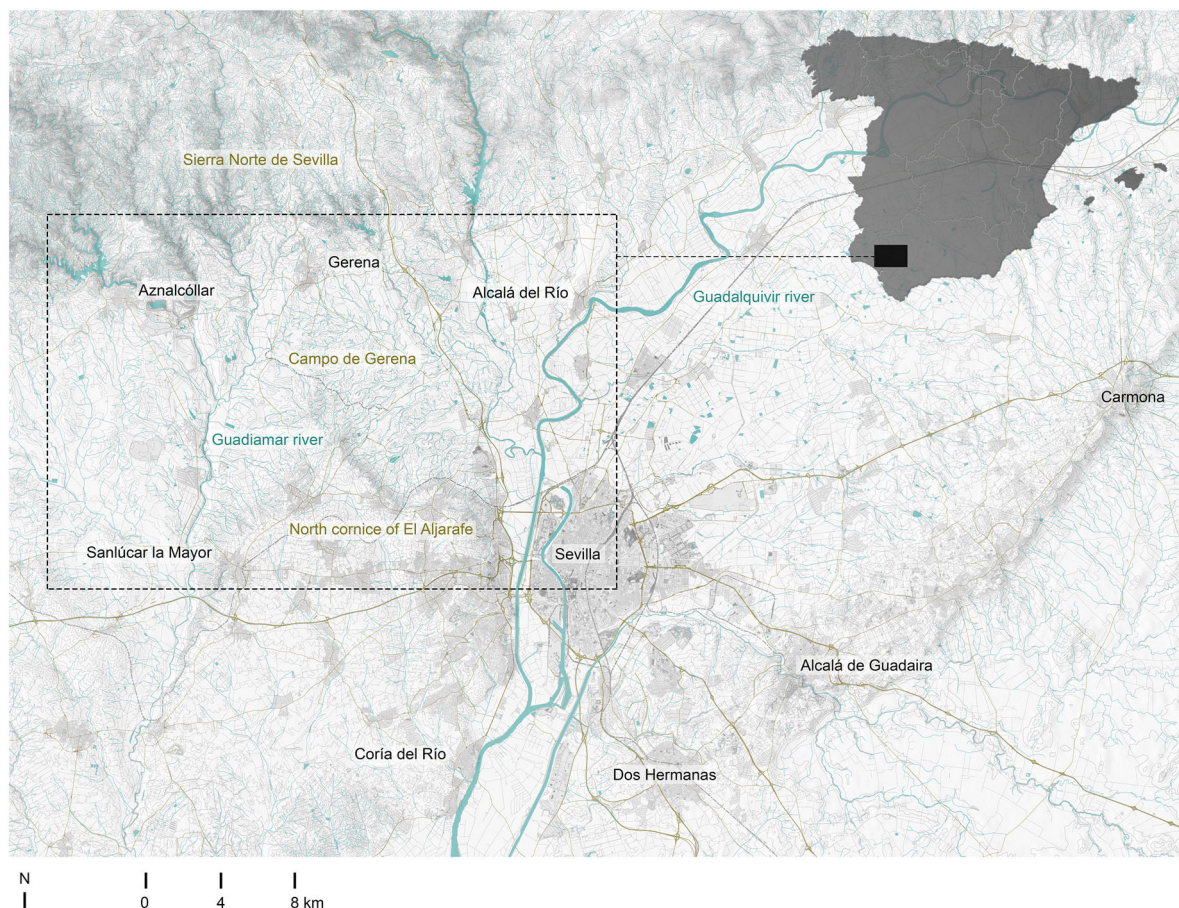 Sierra Norte de Sevilla
Gerena
Aznalcóllar
Alcalá del Río
Guadalquivir river
Campo de Gerena
Carmona
Guadiamar river
North cornice of El Aljarafe
Sanlúcar la Mayor
Sevilla
Alcalá de Guadaira
Coría del Río
Dos Hermanas
N
0 4 8 km